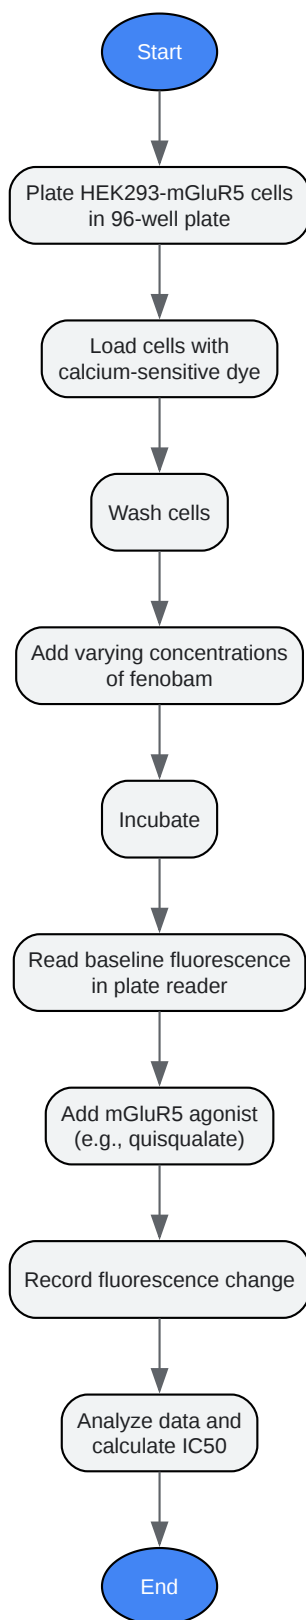 Start
Plate HEK293-mGluR5 cells
in 96-well plate
Load cells with
calcium-sensitive dye
Wash cells
Add varying concentrations
of fenobam
Incubate
Read baseline fluorescence
in plate reader
Add mGluR5 agonist
(e.g., quisqualate)
Record fluorescence change
Analyze data and
calculate IC50
End